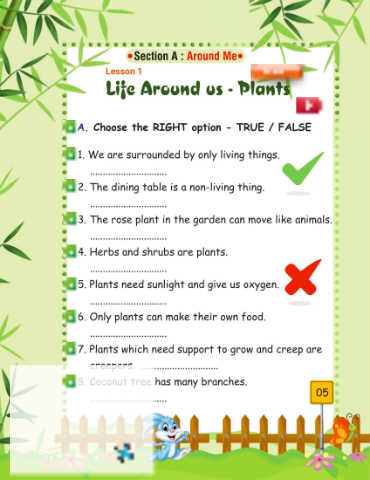 •Section A : Around Me•
Lesson 1
Life Around us - Plants
A. Choose the RIGHT option - TRUE / FALSE
1. We are surrounded by only living things.
..............................
2. The dining table is a non-living thing.
..............................
3. The rose plant in the garden can move like animals.
..............................
4. Herbs and shrubs are plants.
..............................
5. Plants need sunlight and give us oxygen.
..............................
6. Only plants can make their own food.
..............................
7. Plants which need support to grow and creep are
creepers. ..............................
8. Coconut tree has many branches.
..............................
05